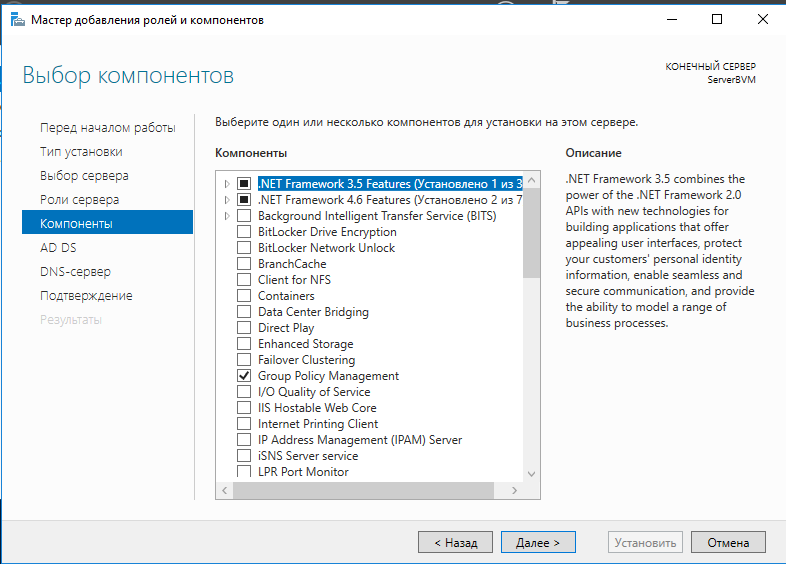 Мастер добавления ролей и компонентов
Выбор компонентов
КОНЕЧНЫЙ СЕРВЕР
ServerBVM
Перед началом работы
Тип установки
Выбор сервера
Роли сервера
Компоненты
AD DS
DNS-сервер
Подтверждение
Результаты
Выберите один или несколько компонентов для установки на этом сервере.
Компоненты
.NET Framework 3.5 Features (Установлено 1 из 3
.NET Framework 4.6 Features (Установлено 2 из 7
Background Intelligent Transfer Service (BITS)
BitLocker Drive Encryption
BitLocker Network Unlock
BranchCache
Client for NFS
Containers
Data Center Bridging
Direct Play
Enhanced Storage
Failover Clustering
Group Policy Management
I/O Quality of Service
IIS Hostable Web Core
Internet Printing Client
IP Address Management (IPAM) Server
iSNS Server service
LPR Port Monitor
Описание
.NET Framework 3.5 combines the
power of the .NET Framework 2.0
APIs with new technologies for
building applications that offer
appealing user interfaces, protect
your customers' personal identity
information, enable seamless and
secure communication, and provide
the ability to model a range of
business processes.
< Назад
Далее >
Установить
Отмена